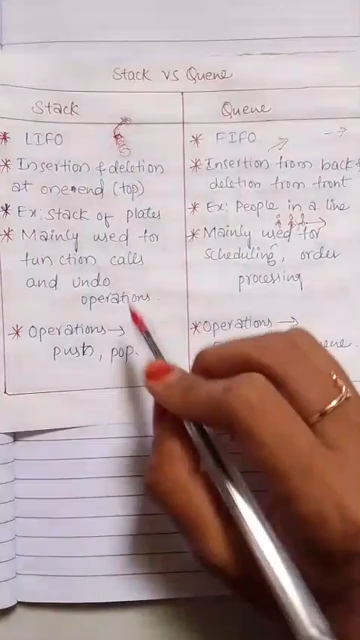 Stack vs Queue
Stack
* LIFO
* Insertion & deletion
at one end (top)
* Ex: Stack of plates
* Mainly used for
function calls
and undo
operations
* Operations →
push, pop.
Queue
* FIFO
* Insertion from back &
deletion from front
* Ex: People in a line
* Mainly used for
scheduling, order
processing
* Operations →